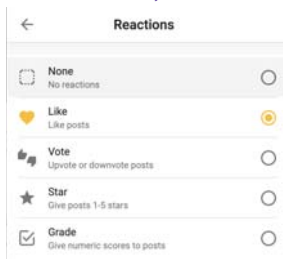 Reactions
None
No reactions
Like
Like posts
Vote
Upvote or downvote posts
Star
Give posts 1-5 stars
Grade
Give numeric scores to posts